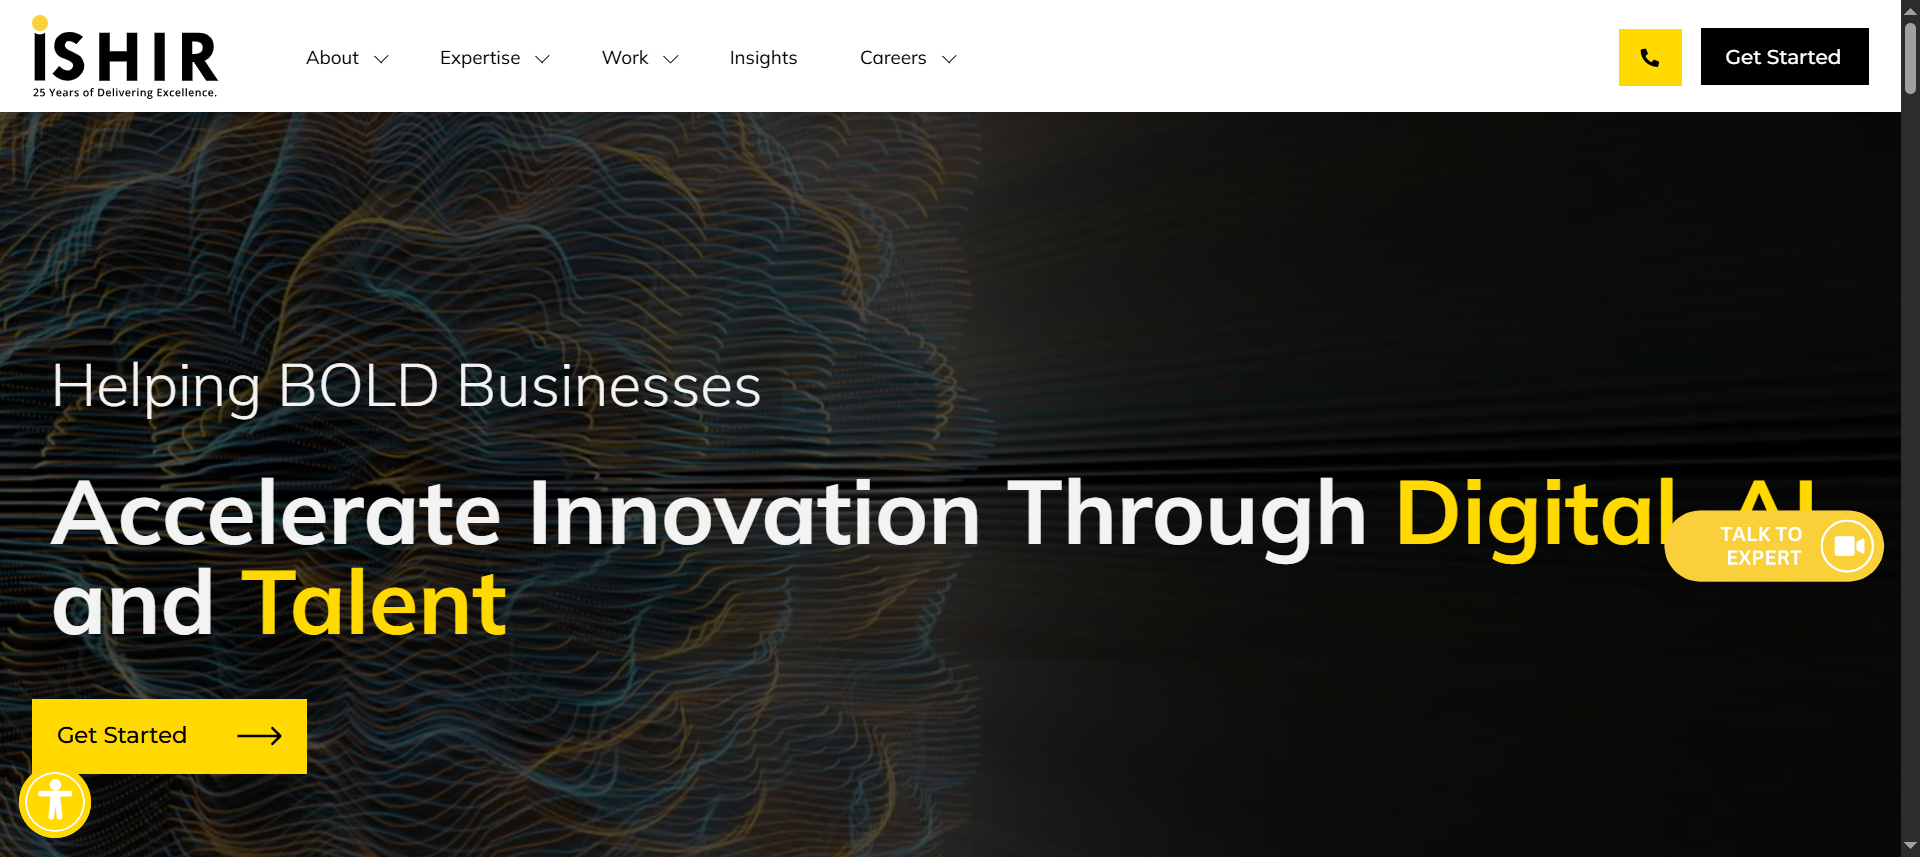 iSHIR
25 Years of Delivering Excellence.
About
Expertise
Work
Insights
Careers
Get Started
Helping BOLD Businesses
Accelerate Innovation Through Digital, AI
and Talent
TALK TO
EXPERT
Get Started